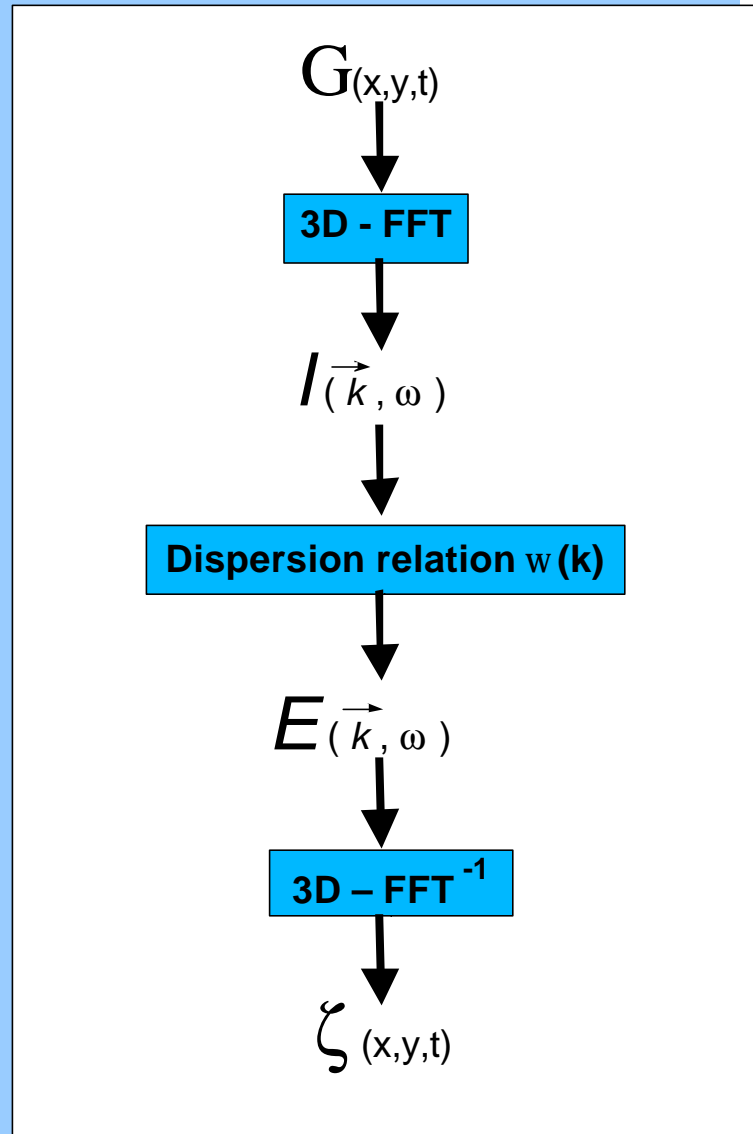 G(x,y,t)
3D - FFT
I(k⃗, ω)
Dispersion relation w(k)
E(k⃗, ω)
3D – FFT⁻¹
ζ(x,y,t)